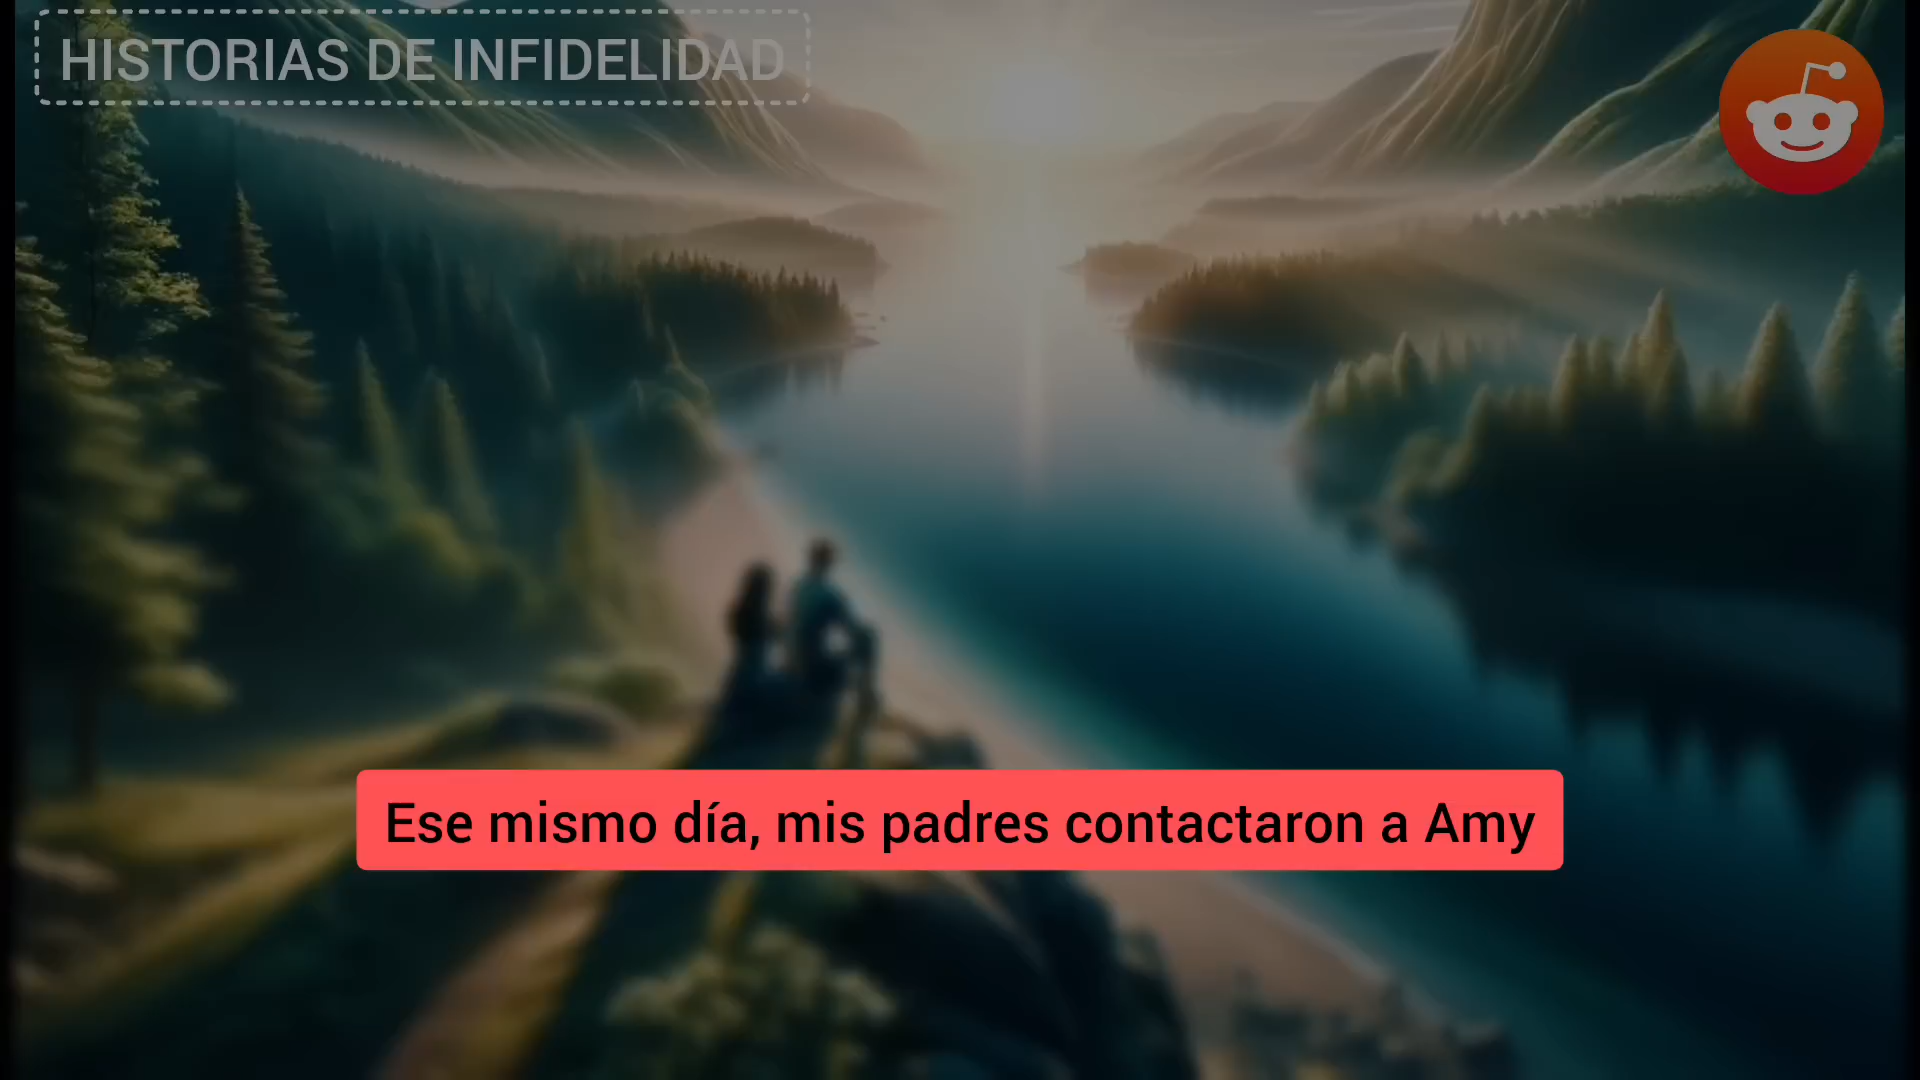 HISTORIAS DE INFIDELIDAD
Ese mismo día, mis padres contactaron a Amy